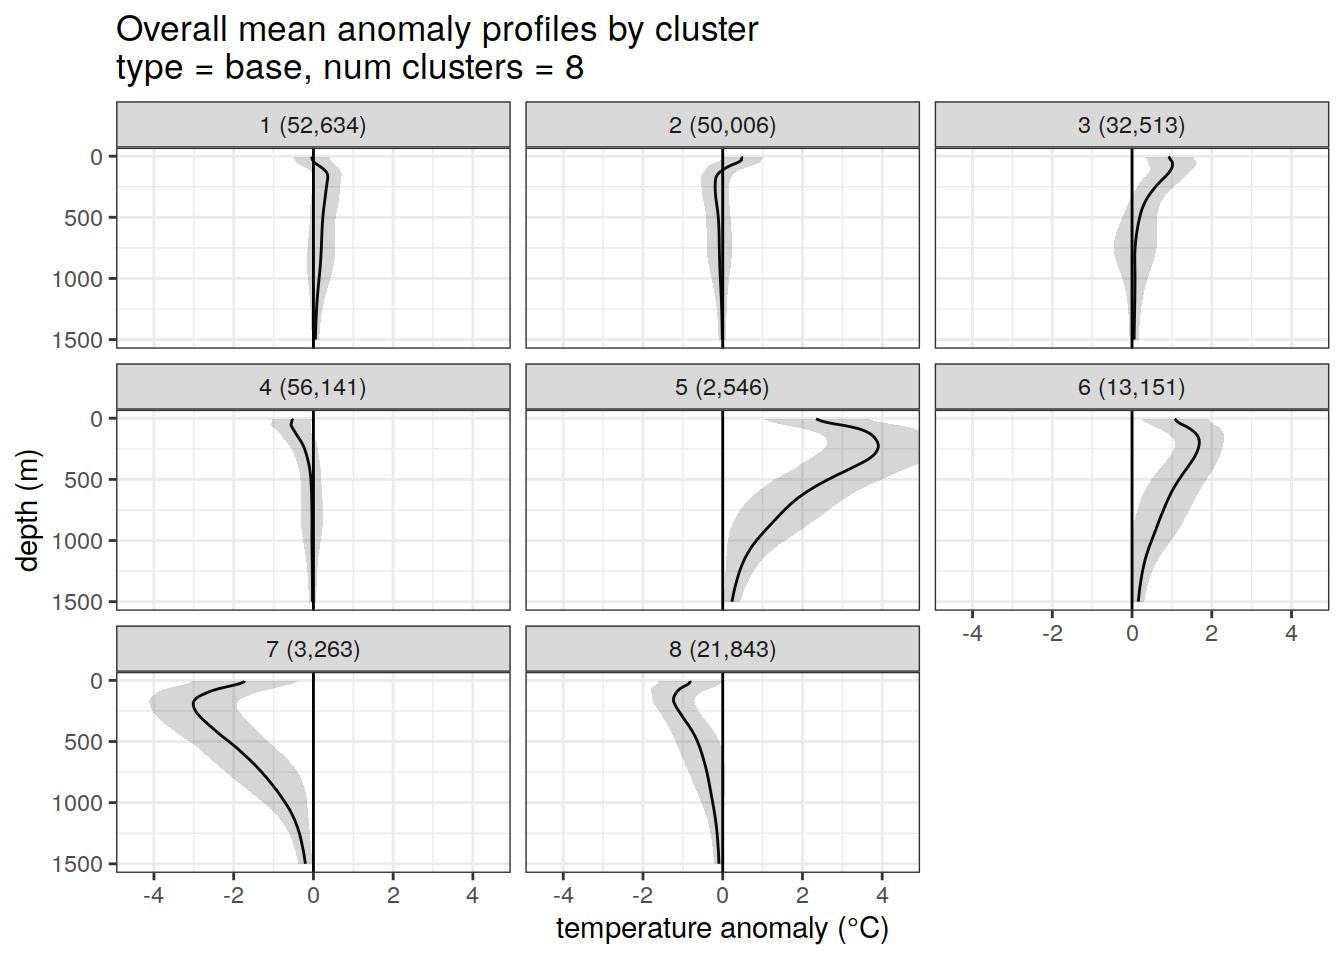 Overall mean anomaly profiles by cluster
type = base, num clusters = 8
1 (52,634)
2 (50,006)
3 (32,513)
0
500
1000
1500
4 (56,141)
5 (2,546)
6 (13,151)
0
500
1000
1500
-4 -2 0 2 4
7 (3,263)
8 (21,843)
0
500
1000
1500
-4 -2 0 2 4
-4 -2 0 2 4
depth (m)
temperature anomaly (°C)